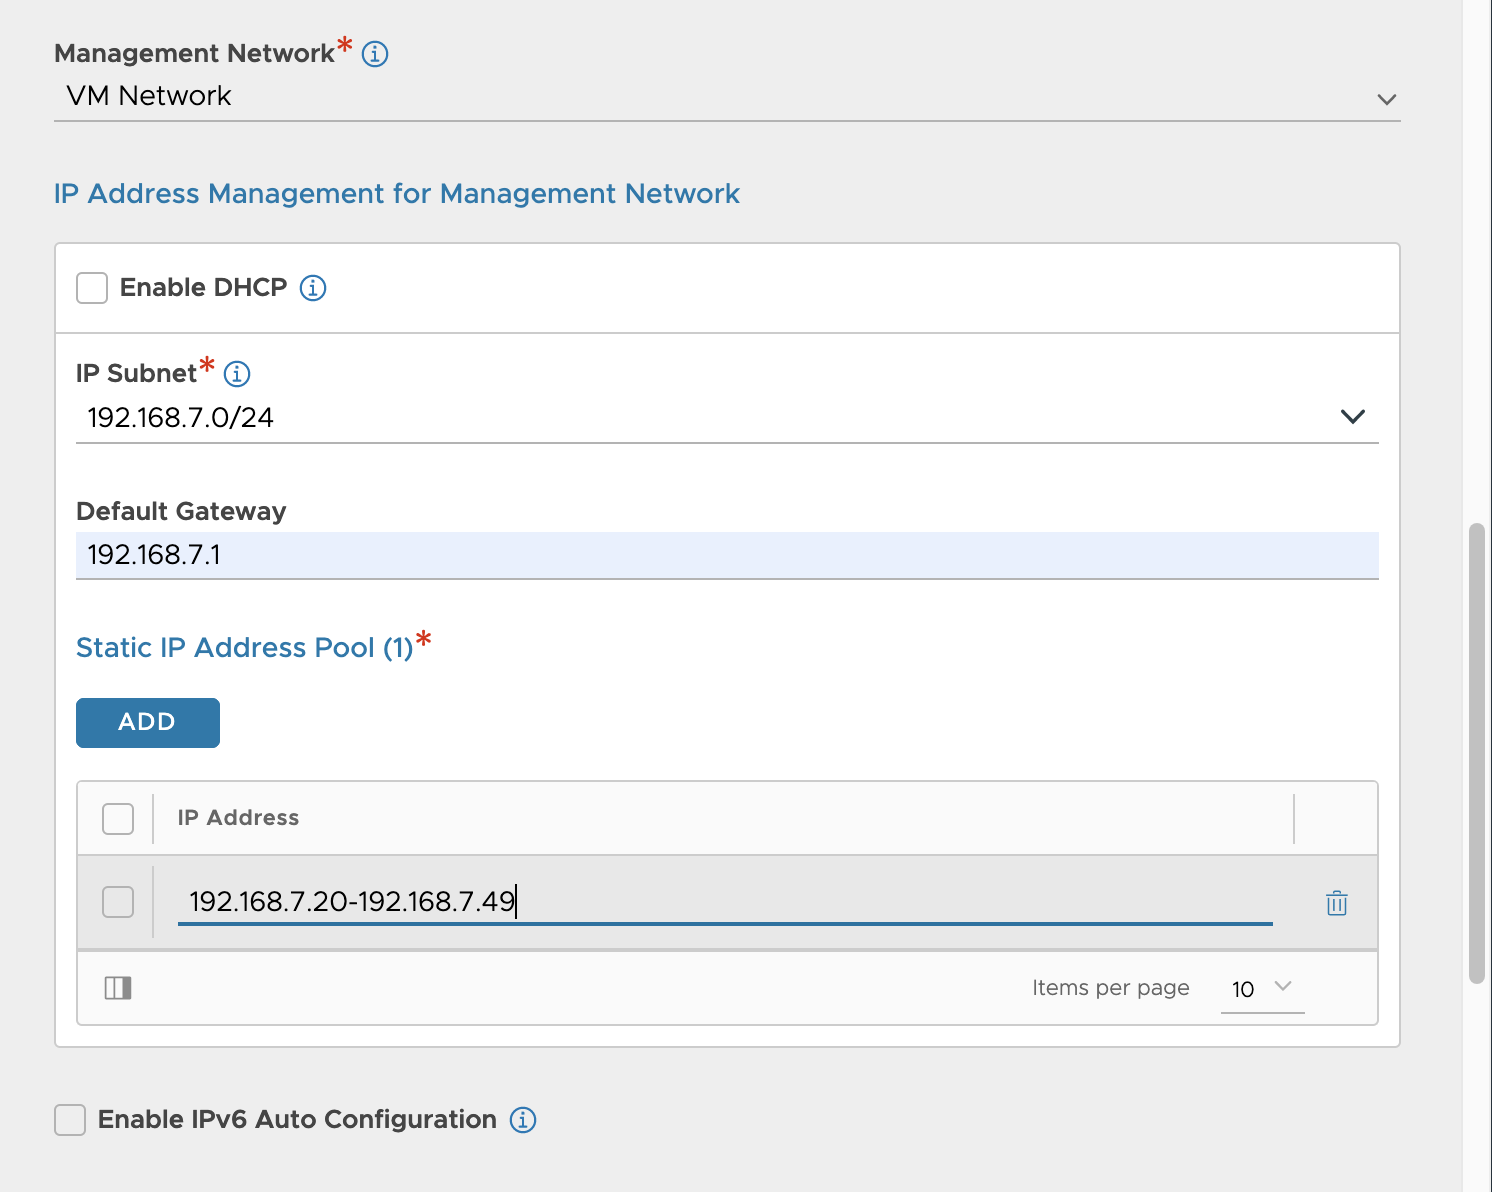 Management Network*
VM Network
IP Address Management for Management Network
Enable DHCP
IP Subnet*
192.168.7.0/24
Default Gateway
192.168.7.1
Static IP Address Pool (1)*
ADD
IP Address
192.168.7.20-192.168.7.49
Items per page 10
Enable IPv6 Auto Configuration